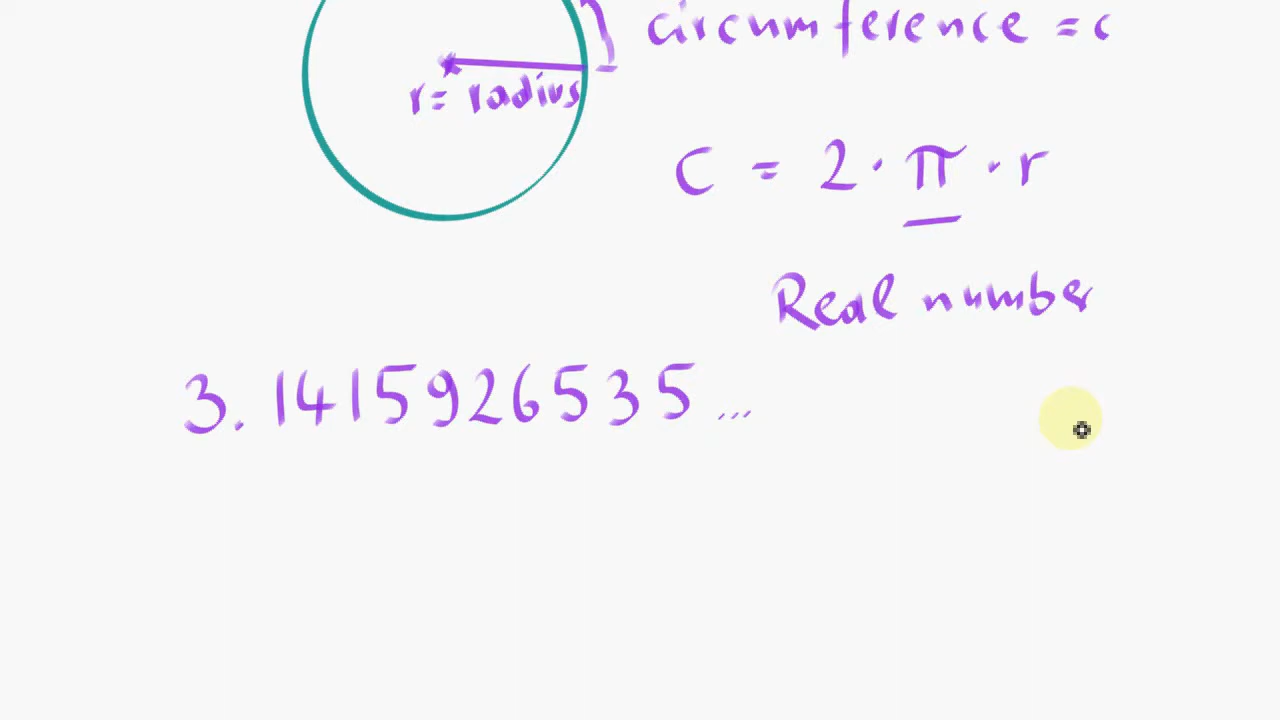 circumference = c
r = radius
C = 2 · π · r
Real number
3.1415926535...